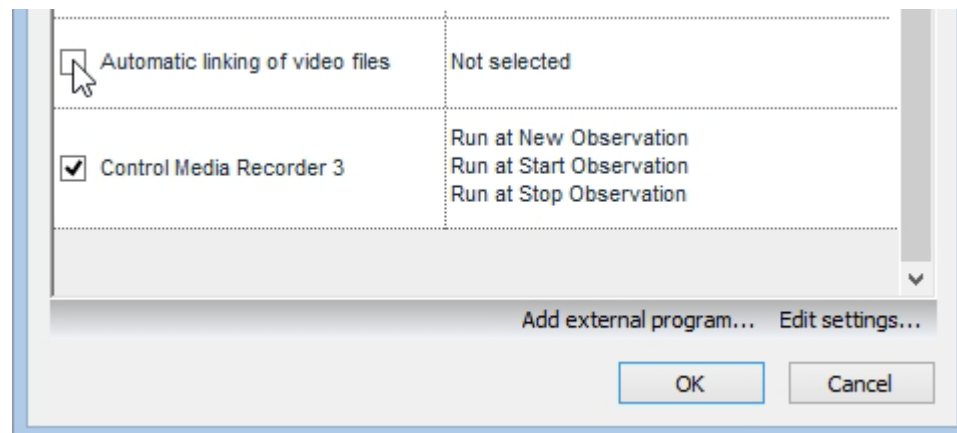 Automatic linking of video files
Not selected
Control Media Recorder 3
Run at New Observation
Run at Start Observation
Run at Stop Observation
Add external program...
Edit settings...
OK
Cancel